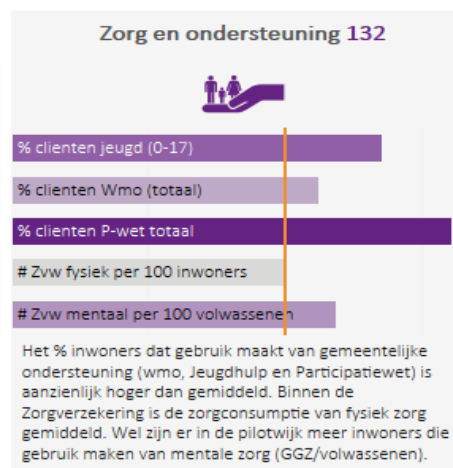 Zorg en ondersteuning 132
% clienten jeugd (0-17)
% clienten Wmo (totaal)
% clienten P-wet totaal
# Zvw fysiek per 100 inwoners
# Zvw mentaal per 100 volwassenen
Het % inwoners dat gebruik maakt van gemeentelijke
ondersteuning (wmo, Jeugdhulp en Participatiewet) is
aanzienlijk hoger dan gemiddeld. Binnen de
Zorgverzekering is de zorgconsumptie van fysiek zorg
gemiddeld. Wel zijn er in de pilotwijk meer inwoners die
gebruik maken van mentale zorg (GGZ/volwassenen).